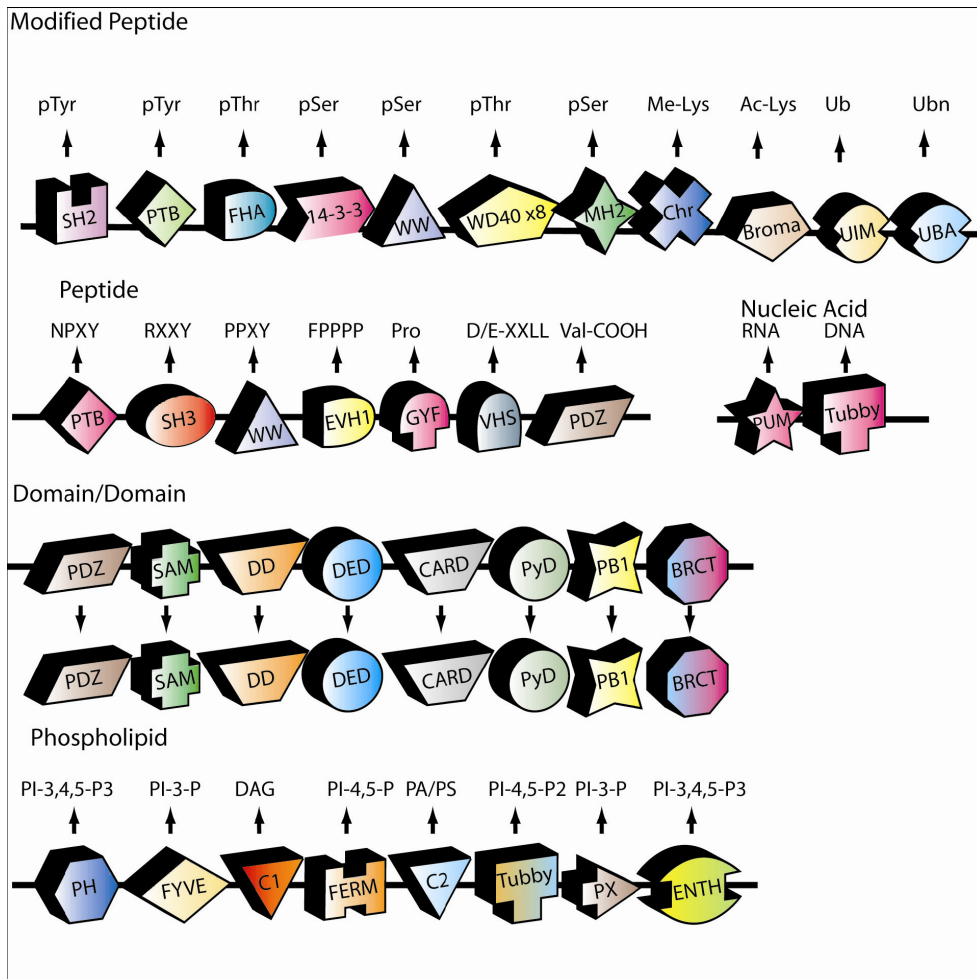 Modified Peptide
pTyr pTyr pThr pSer pSer pThr pSer Me-Lys Ac-Lys Ub Ubn
SH2 PTB FHA 14-3-3 WW WD40 x8 MH2 Chr Broma UIM UBA
Peptide
NPXY RXXY PPXY FPPPP Pro D/E-XXLL Val-COOH
PTB SH3 WW EVH1 GYF VHS PDZ
Nucleic Acid
RNA DNA
PUM Tubby
Domain/Domain
PDZ SAM DD DED CARD PyD PB1 BRCT
PDZ SAM DD DED CARD PyD PB1 BRCT
Phospholipid
PI-3,4,5-P3 PI-3-P DAG PI-4,5-P PA/PS PI-4,5-P2 PI-3-P PI-3,4,5-P3
PH FYVE C1 FERM C2 Tubby PX ENTH